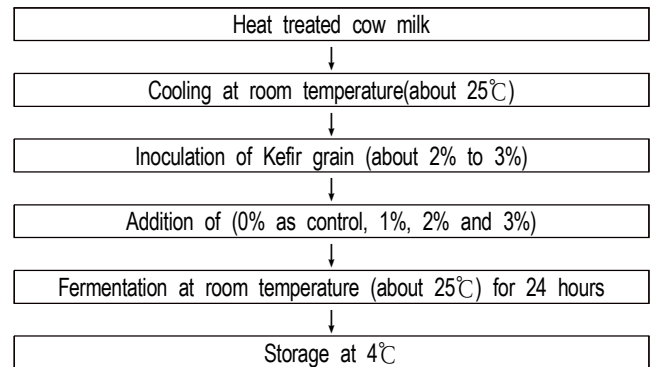 Heat treated cow milk
Cooling at room temperature(about 25℃)
Inoculation of Kefir grain (about 2% to 3%)
Addition of (0% as control, 1%, 2% and 3%)
Fermentation at room temperature (about 25℃) for 24 hours
Storage at 4℃